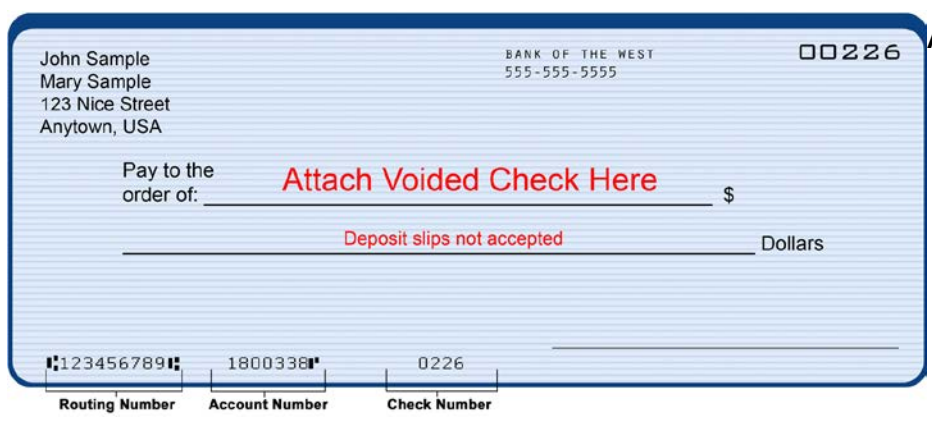 John Sample
Mary Sample
123 Nice Street
Anytown, USA
BANK OF THE WEST
555-555-5555
00226
A
Pay to the
order of: Attach Voided Check Here $
Deposit slips not accepted Dollars
⑆123456789⑆ 1800338⑈ 0226
Routing Number Account Number Check Number